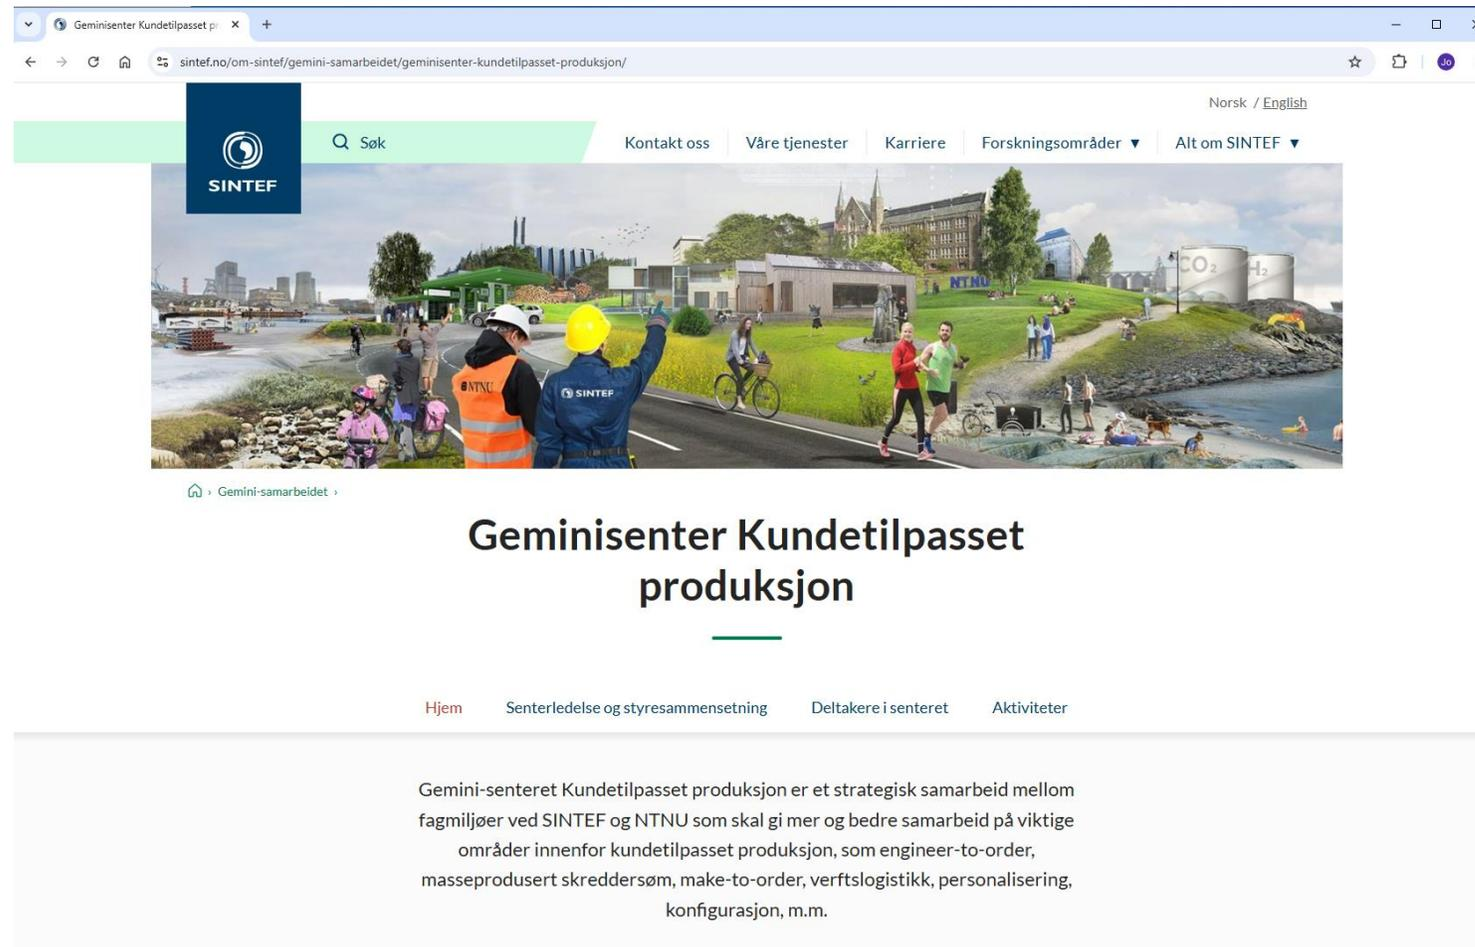 Geminisenter Kundetilpasset pr
sintef.no/om-sintef/gemini-samarbeidet/geminisenter-kundetilpasset-produksjon/
Jo
Norsk / English
Søk
Kontakt oss
Våre tjenester
Karriere
Forskningsområder ▼
Alt om SINTEF ▼
SINTEF
CO₂
H₂
NTNU
NTNU
SINTEF
Gemini-samarbeidet ›
Geminisenter Kundetilpasset
produksjon
Hjem
Senterledelse og styresammensetning
Deltakere i senteret
Aktiviteter
Gemini-senteret Kundetilpasset produksjon er et strategisk samarbeid mellom
fagmiljøer ved SINTEF og NTNU som skal gi mer og bedre samarbeid på viktige
områder innenfor kundetilpasset produksjon, som engineer-to-order,
masseprodusert skreddersøm, make-to-order, verftslogistikk, personalisering,
konfigurasjon, m.m.